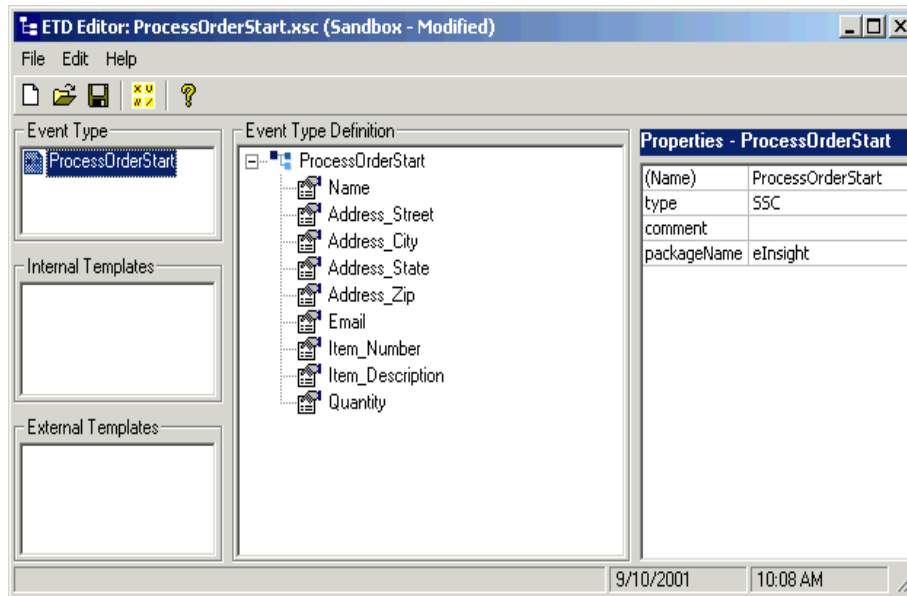 ETD Editor: ProcessOrderStart.xsc (Sandbox - Modified)
File Edit Help
Event Type
ProcessOrderStart
Internal Templates
External Templates
Event Type Definition
ProcessOrderStart
Name
Address_Street
Address_City
Address_State
Address_Zip
Email
Item_Number
Item_Description
Quantity
Properties - ProcessOrderStart
(Name) ProcessOrderStart
type SSC
comment
packageName eInsight
9/10/2001 10:08 AM